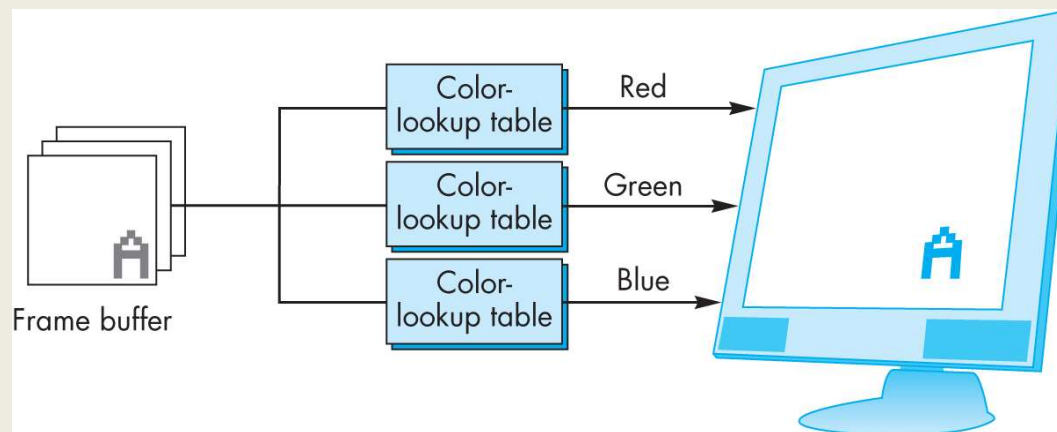 Color-
lookup table
Red
Color-
lookup table
Green
Color-
lookup table
Blue
Frame buffer
A
A